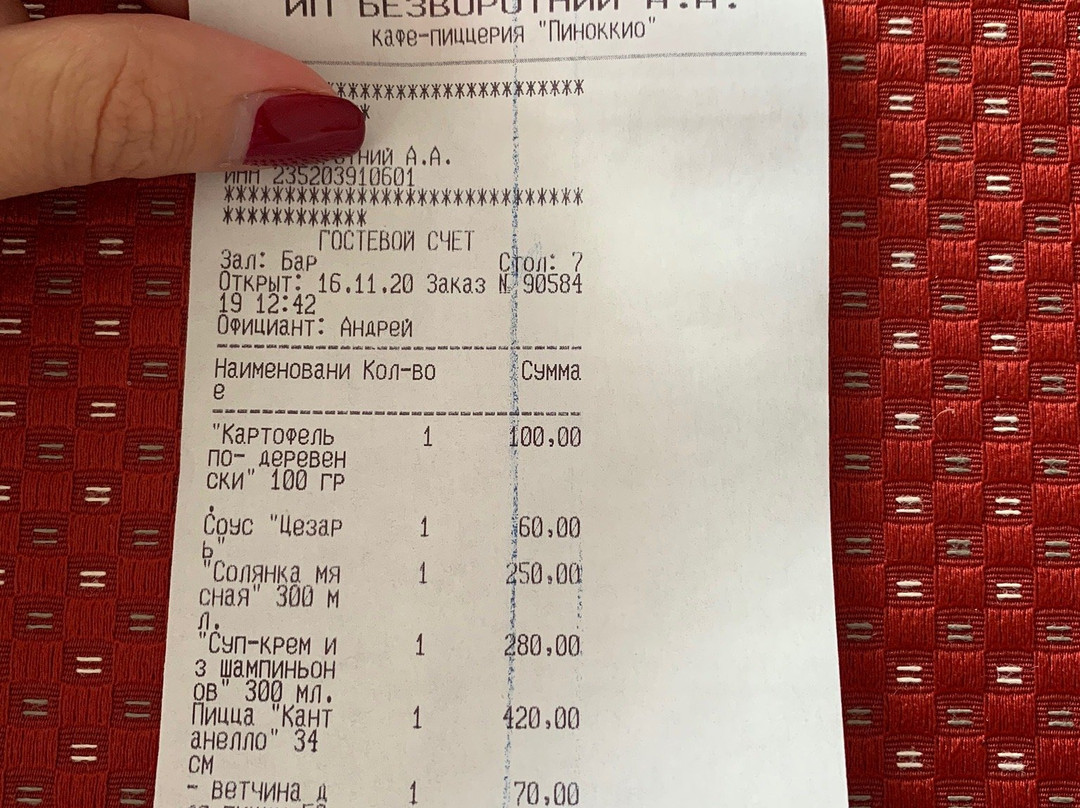 ИП БЕЗВОРОТНИЙ А.А.
кафе-пиццерия "Пиноккио"
*************************
*
РОТНИЙ А.А.
ИНН 235203910601
******************************
************
ГОСТЕВОЙ СЧЕТ
Зал: Бар Стол: 7
Открыт: 16.11.20 Заказ № 90584
19 12:42
Официант: Андрей
Наименовани Кол-во Сумма
е
"Картофель 1 100,00
по- деревен
ски" 100 гр
.
Соус "Цезар 1 60,00
ь"
"Солянка мя 1 250,00
сная" 300 м
л.
"Суп-крем и 1 280,00
з шампиньон
ов" 300 мл.
Пицца "Кант 1 420,00
анелло" 34
см
- ветчина д 1 70,00